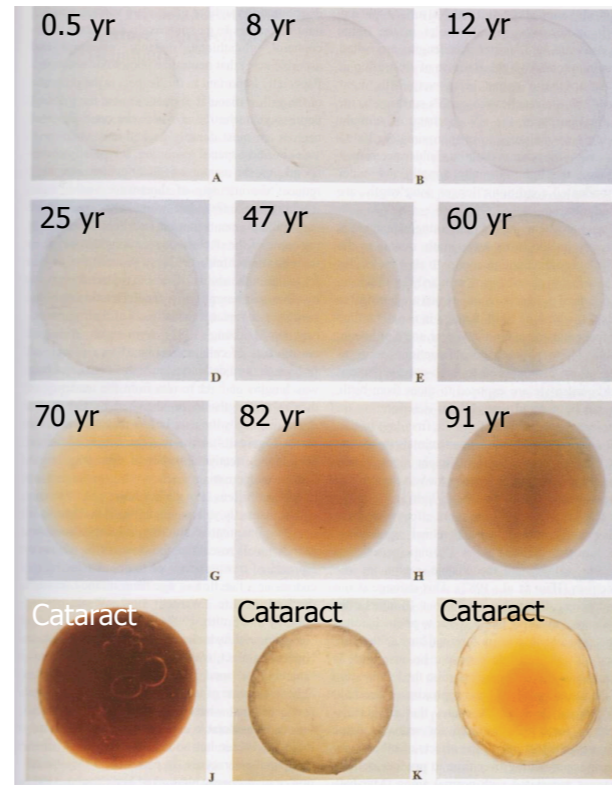 0.5 yr
8 yr
12 yr
A
B
25 yr
47 yr
60 yr
D
E
70 yr
82 yr
91 yr
G
H
Cataract
Cataract
Cataract
J
K